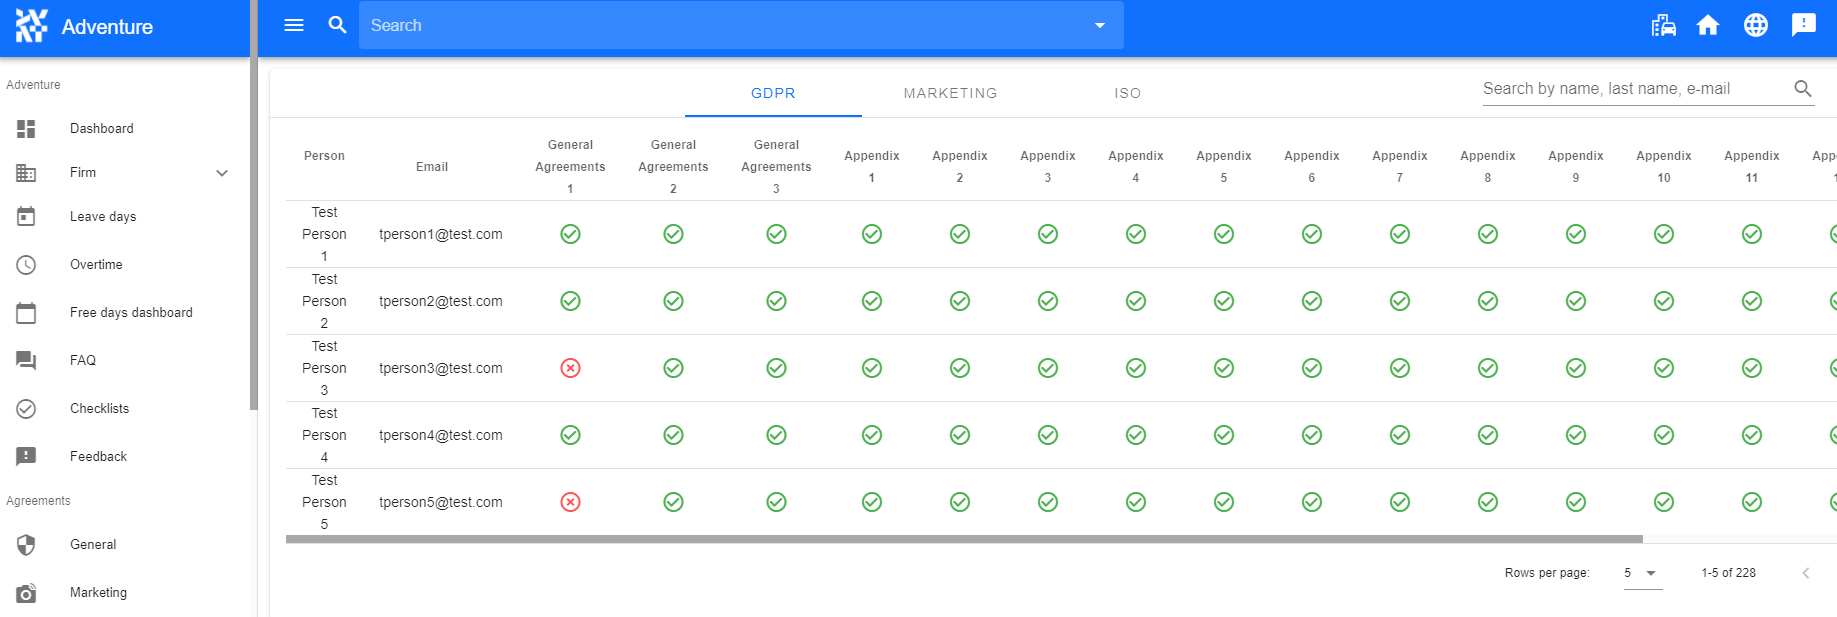 Adventure
Search
Adventure
Dashboard
Firm
Leave days
Overtime
Free days dashboard
FAQ
Checklists
Feedback
Agreements
General
Marketing
GDPR MARKETING ISO
Search by name, last name, e-mail
Person Email General Agreements 1 General Agreements 2 General Agreements 3 Appendix 1 Appendix 2 Appendix 3 Appendix 4 Appendix 5 Appendix 6 Appendix 7 Appendix 8 Appendix 9 Appendix 10 Appendix 11
Test Person 1 tperson1@test.com
Test Person 2 tperson2@test.com
Test Person 3 tperson3@test.com
Test Person 4 tperson4@test.com
Test Person 5 tperson5@test.com
Rows per page: 5 1-5 of 228